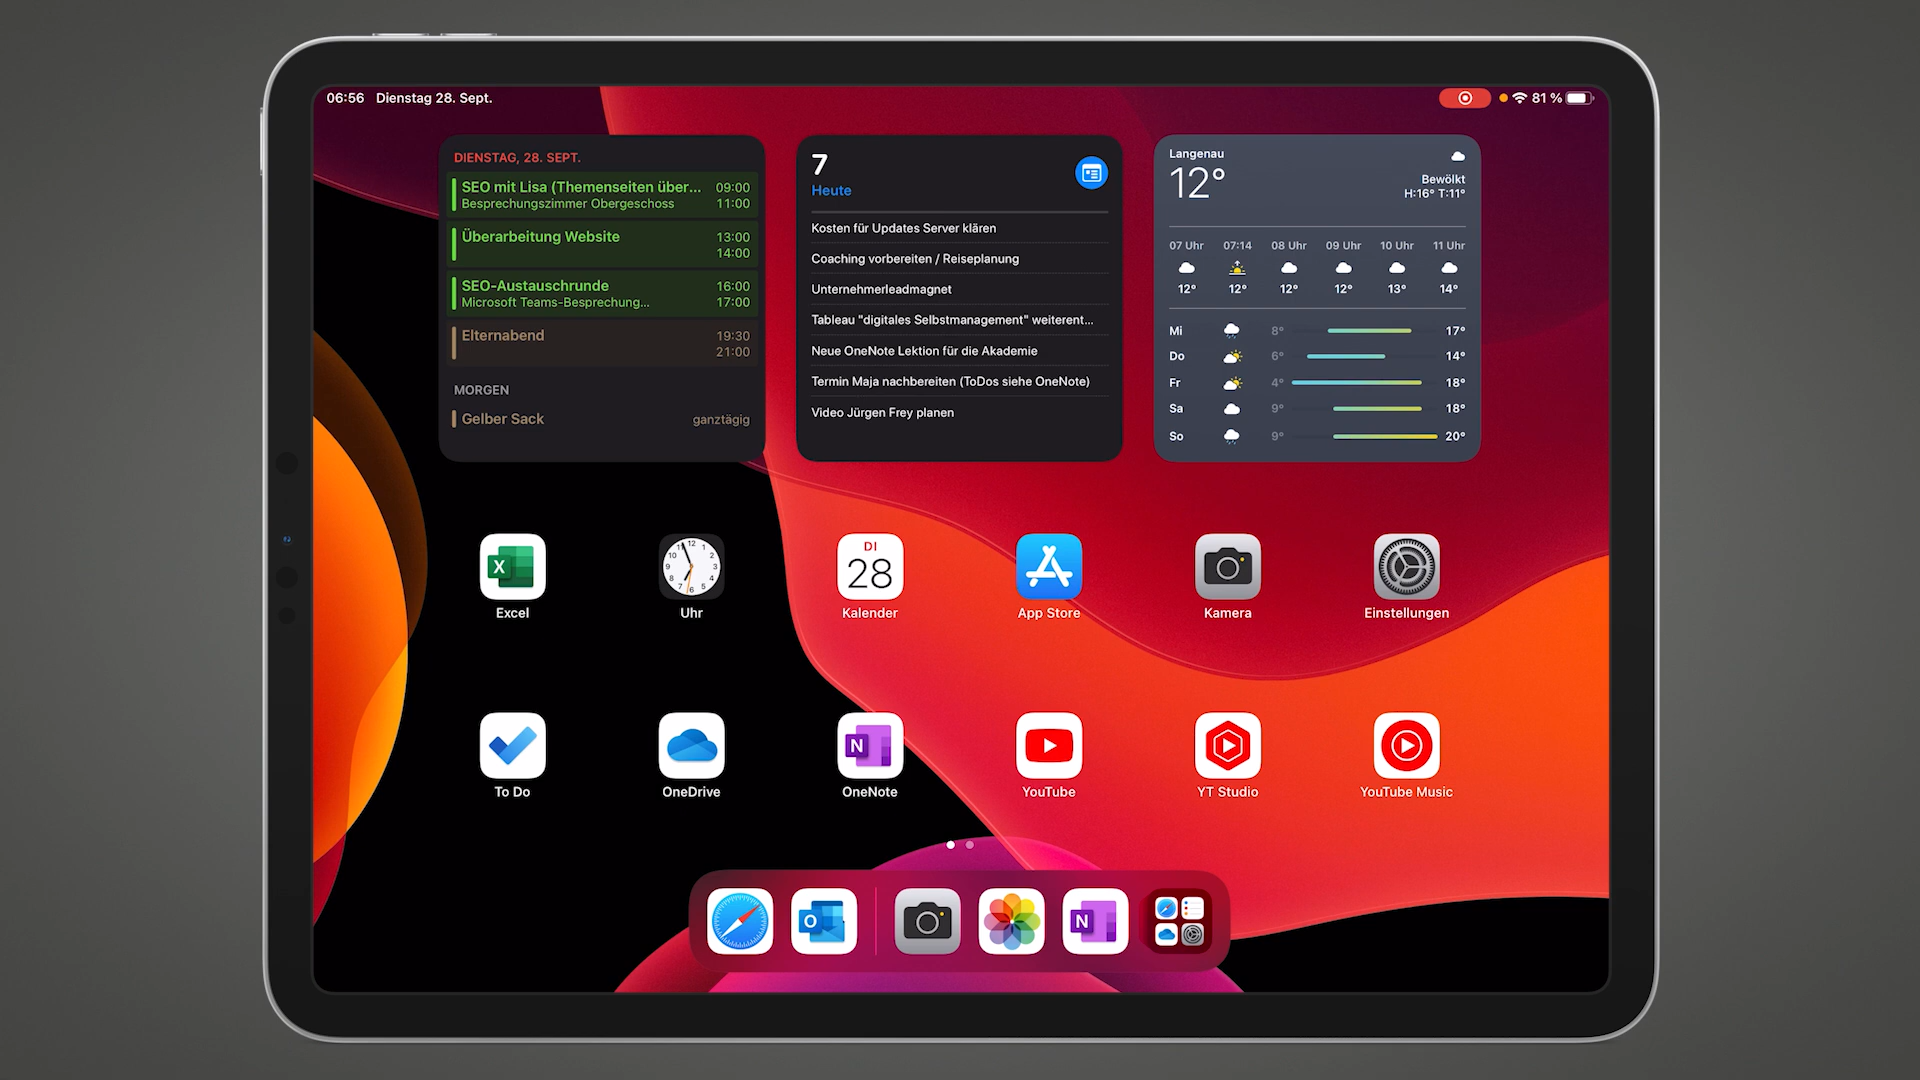 06:56 Dienstag 28. Sept.
81 %
DIENSTAG, 28. SEPT.
SEO mit Lisa (Themenseiten über... 09:00
Besprechungszimmer Obergeschoss 11:00
Überarbeitung Website 13:00
14:00
SEO-Austauschrunde 16:00
Microsoft Teams-Besprechung... 17:00
Elternabend 19:30
21:00
MORGEN
Gelber Sack ganztägig
7
Heute
Kosten für Updates Server klären
Coaching vorbereiten / Reiseplanung
Unternehmerleadmagnet
Tableau "digitales Selbstmanagement" weiterent...
Neue OneNote Lektion für die Akademie
Termin Maja nachbereiten (ToDos siehe OneNote)
Video Jürgen Frey planen
Langenau
12°
Bewölkt
H:16° T:11°
07 Uhr 07:14 08 Uhr 09 Uhr 10 Uhr 11 Uhr
12° 12° 12° 12° 13° 14°
Mi 8° 17°
Do 6° 14°
Fr 4° 18°
Sa 9° 18°
So 9° 20°
DI
28
Excel Uhr Kalender App Store Kamera Einstellungen
To Do OneDrive OneNote YouTube YT Studio YouTube Music